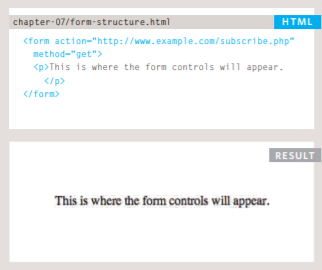 chapter-07/form-structure.html HTML
<form action="http://www.example.com/subscribe.php"
method="get">
<p>This is where the form controls will appear.
</p>
</form>
RESULT
This is where the form controls will appear.